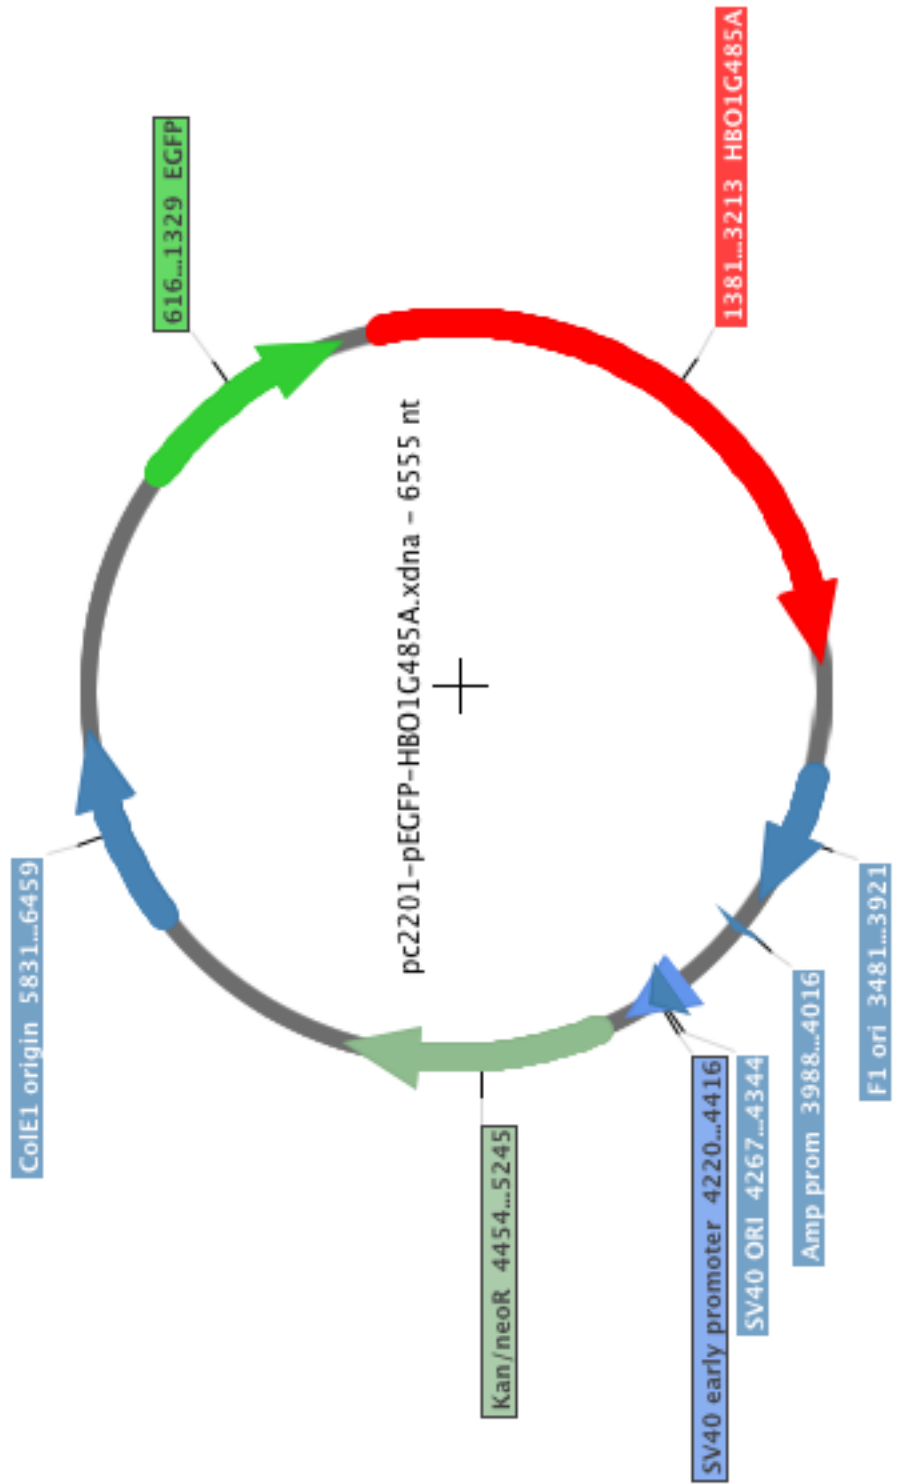 616...1329 EGFP
1381...3213 HBO1G485A
pc2201-pEGFP-HBO1G485A.xdna - 6555 nt
ColE1 origin 5831...6459
Kan/neoR 4454...5245
SV40 early promoter 4220...4416
SV40 ORI 4267...4344
Amp prom 3988...4016
F1 ori 3481...3921